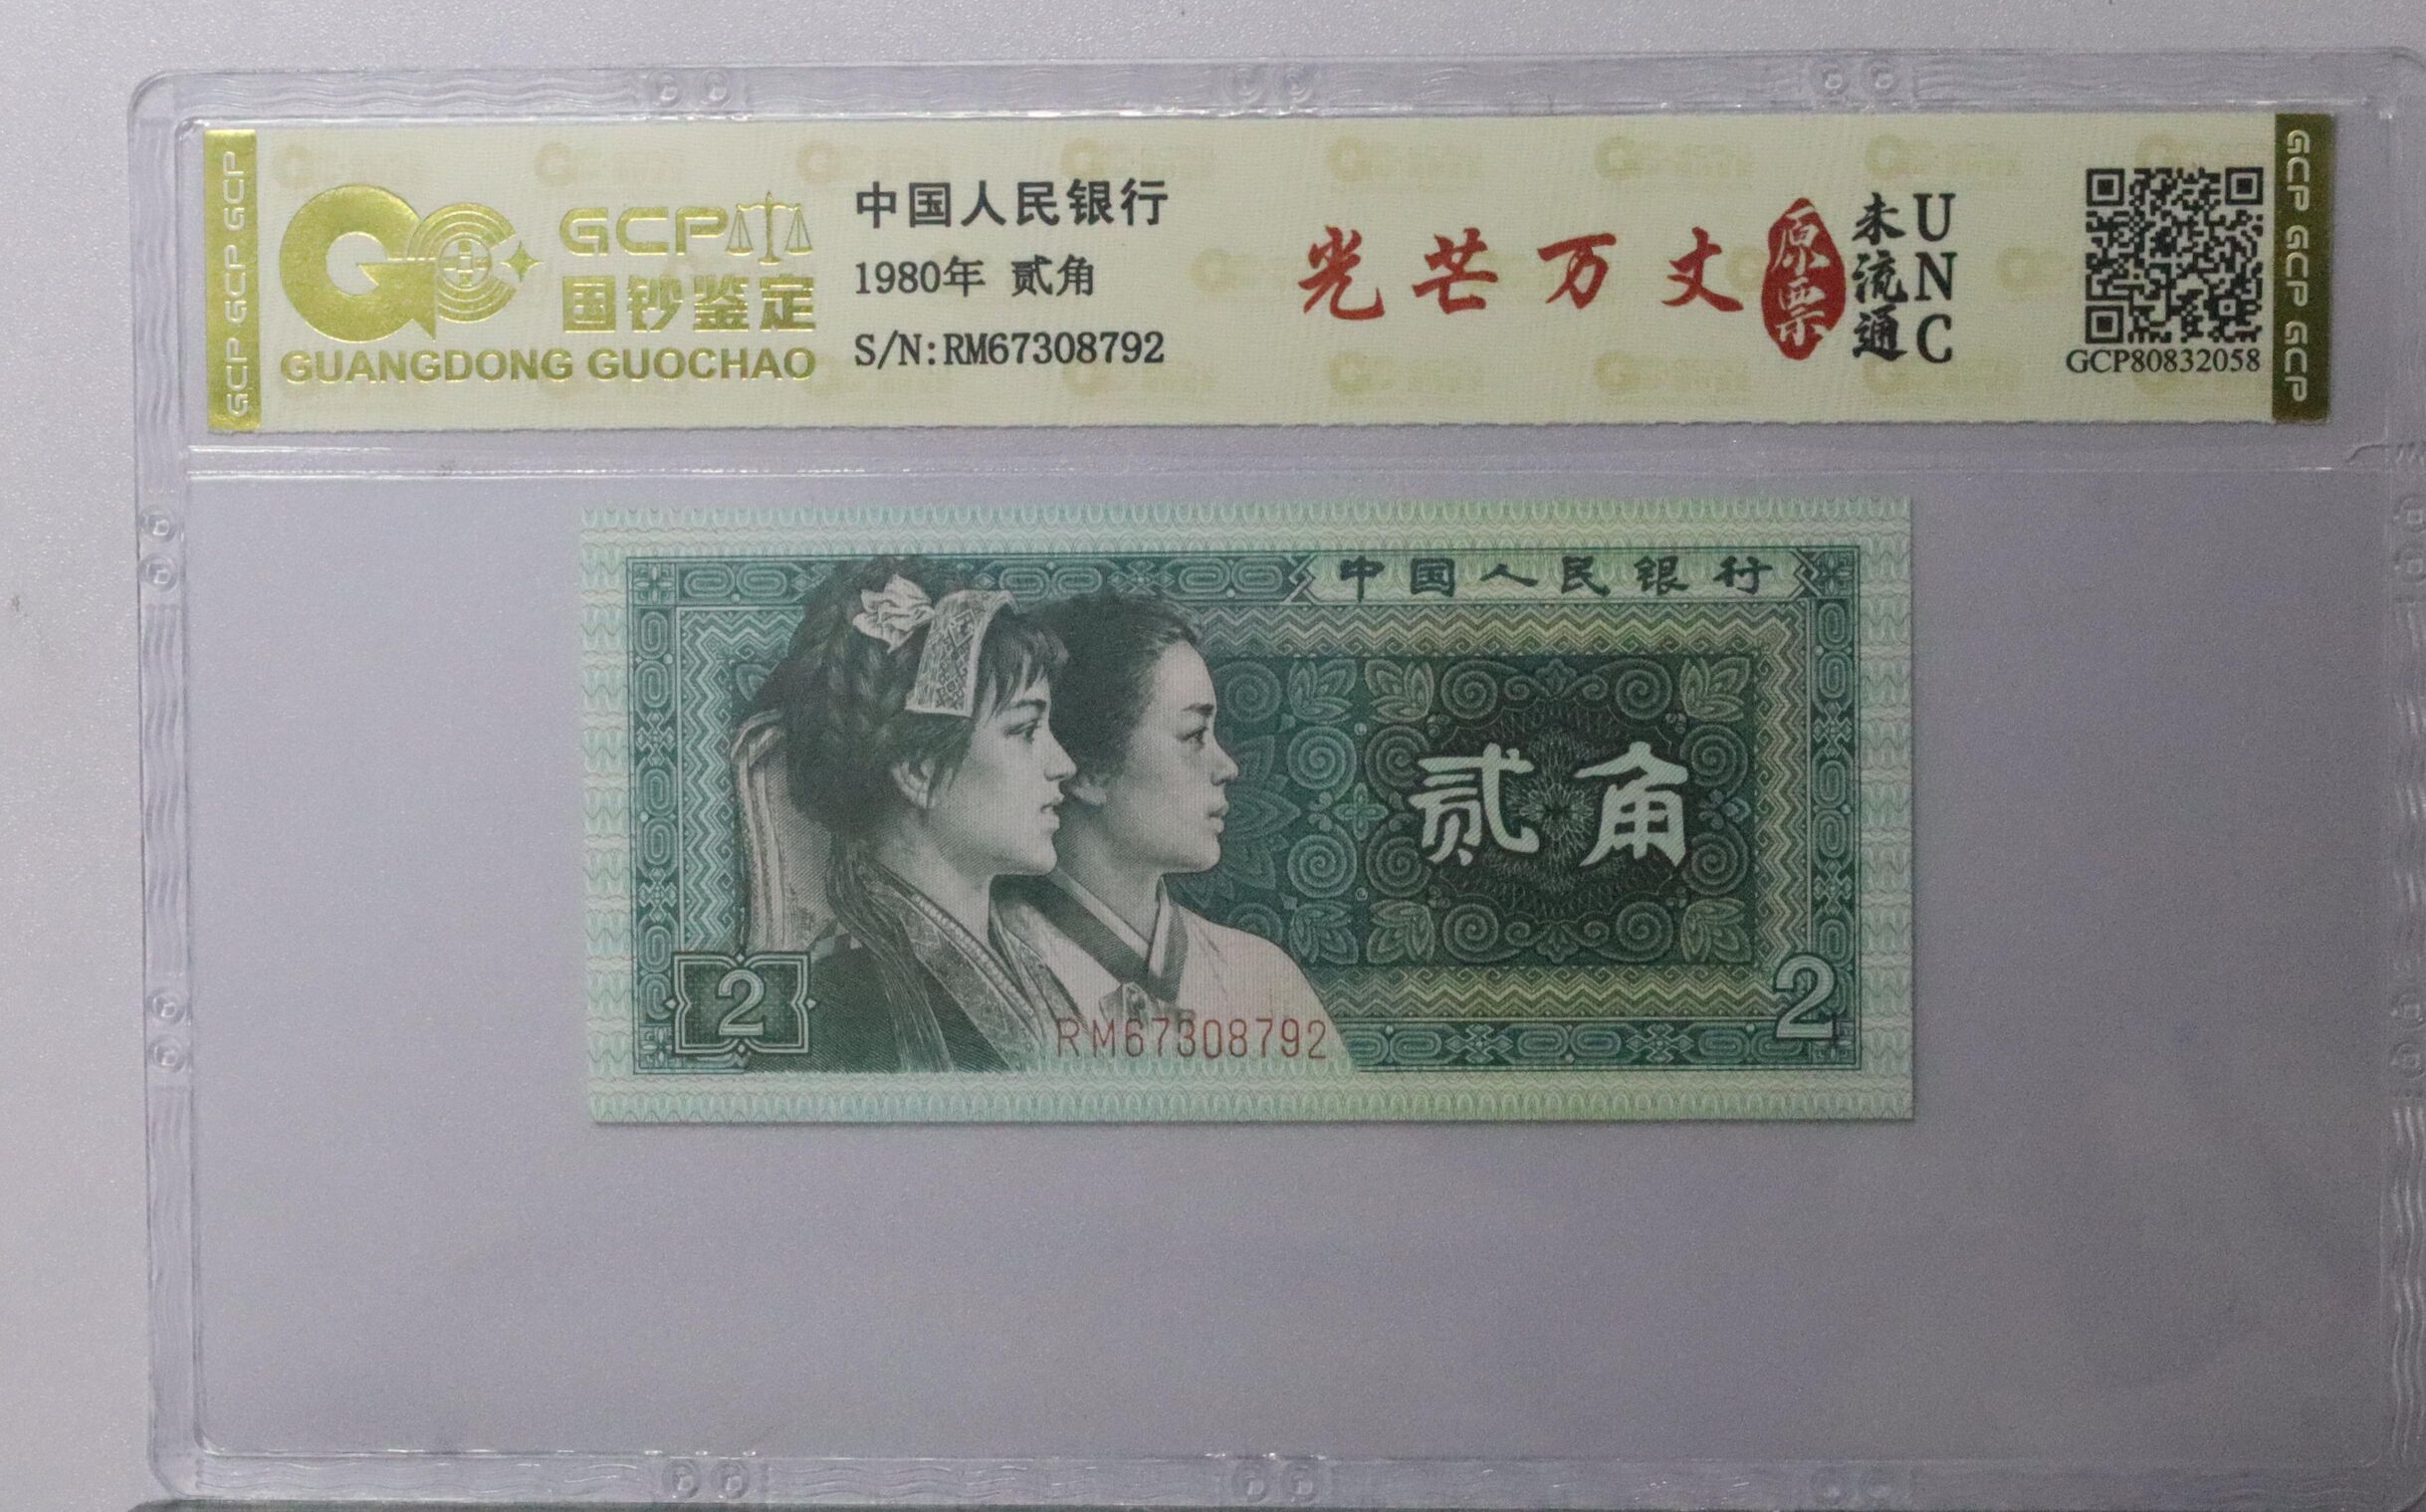 GCP GCP GCP
GCP
国钞鉴定
GUANGDONG GUOCHAO
中国人民银行
1980年 贰角
S/N:RM67308792
光芒万丈
原票
未流通
UNC
GCP80832058
GCP GCP GCP
中国人民银行
贰角
2
RM67308792
2